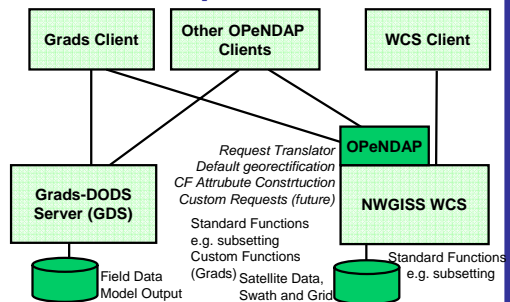 Grads Client
Other OPeNDAP
Clients
WCS Client
OPeNDAP
Request Translator
Default georectification
CF Attrubute Constrtuction
Custom Requests (future)
Grads-DODS
Server (GDS)
NWGISS WCS
Standard Functions
e.g. subsetting
Custom Functions
(Grads)
Field Data
Model Output
Satellite Data,
Swath and Grid
Standard Functions
e.g. subsetting